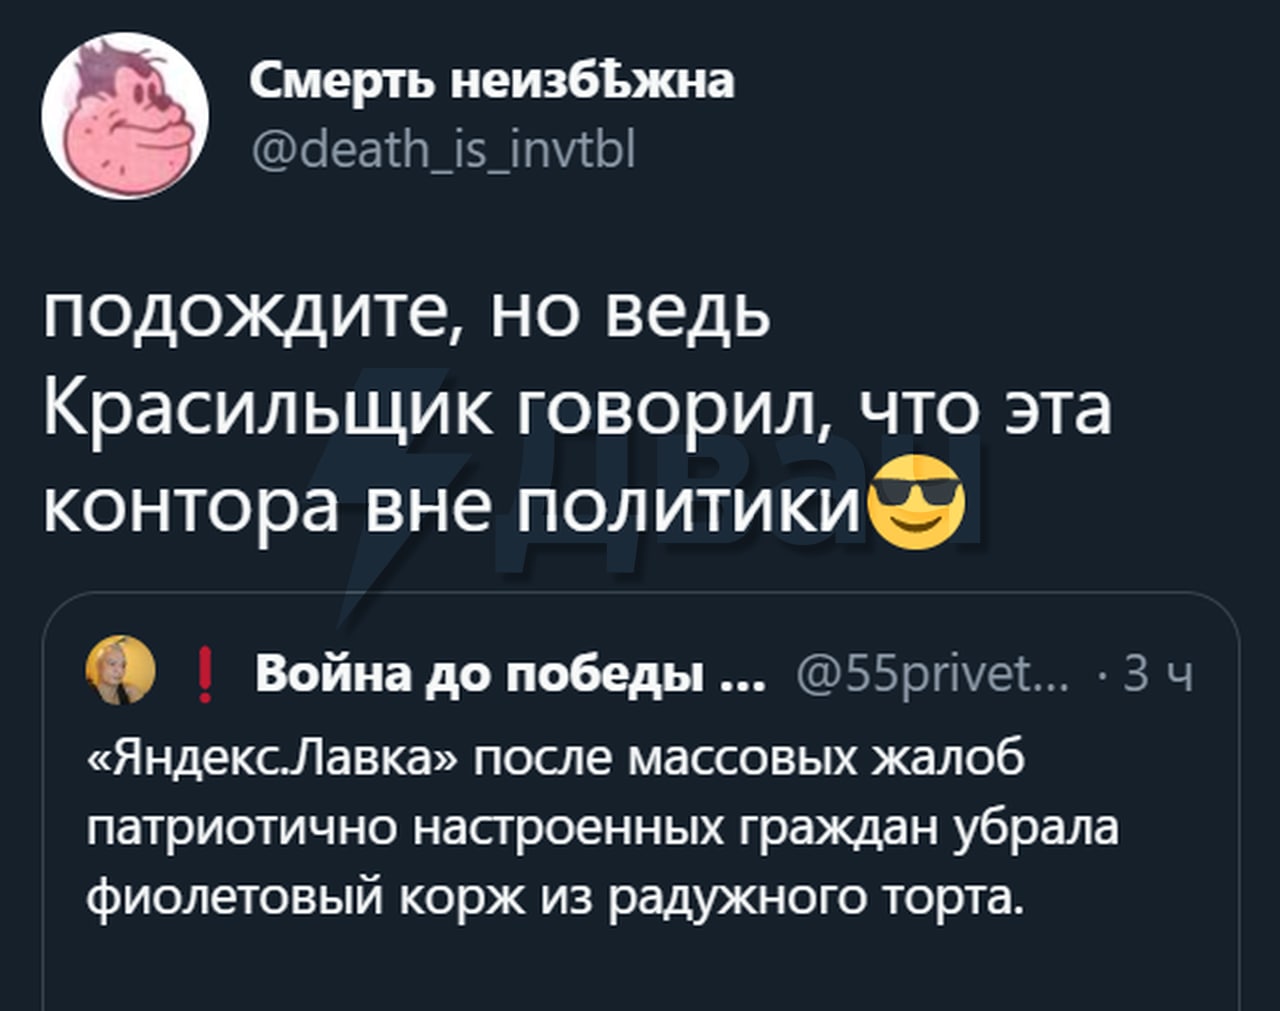 Смерть неизбѣжна
@death_is_invtbl
подождите, но ведь
Красильщик говорил, что эта
контора вне политики😎
Двач
❗ Война до победы ... @55privet... · 3 ч
«Яндекс.Лавка» после массовых жалоб
патриотично настроенных граждан убрала
фиолетовый корж из радужного торта.